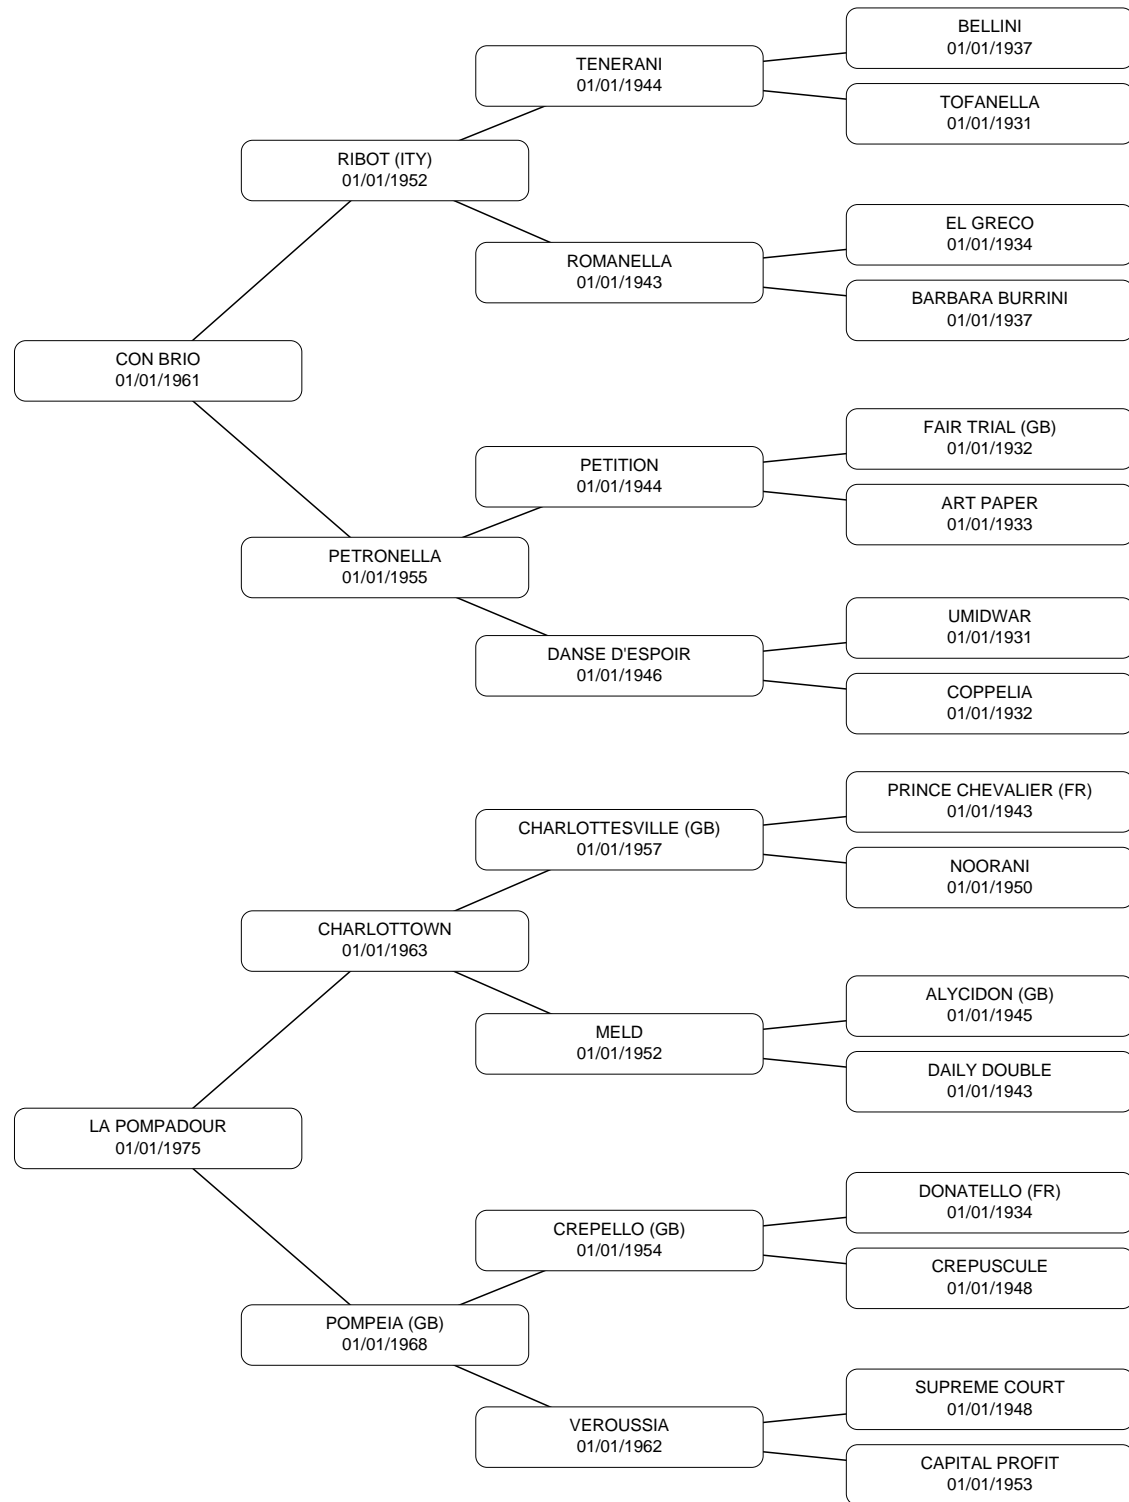 BELLINI
01/01/1937
TENERANI
01/01/1944
TOFANELLA
01/01/1931
RIBOT (ITY)
01/01/1952
EL GRECO
01/01/1934
ROMANELLA
01/01/1943
BARBARA BURRINI
01/01/1937
CON BRIO
01/01/1961
FAIR TRIAL (GB)
01/01/1932
PETITION
01/01/1944
ART PAPER
01/01/1933
PETRONELLA
01/01/1955
UMIDWAR
01/01/1931
DANSE D'ESPOIR
01/01/1946
COPPELIA
01/01/1932
PRINCE CHEVALIER (FR)
01/01/1943
CHARLOTTESVILLE (GB)
01/01/1957
NOORANI
01/01/1950
CHARLOTTOWN
01/01/1963
ALYCIDON (GB)
01/01/1945
MELD
01/01/1952
DAILY DOUBLE
01/01/1943
LA POMPADOUR
01/01/1975
DONATELLO (FR)
01/01/1934
CREPELLO (GB)
01/01/1954
CREPUSCULE
01/01/1948
POMPEIA (GB)
01/01/1968
SUPREME COURT
01/01/1948
VEROUSSIA
01/01/1962
CAPITAL PROFIT
01/01/1953